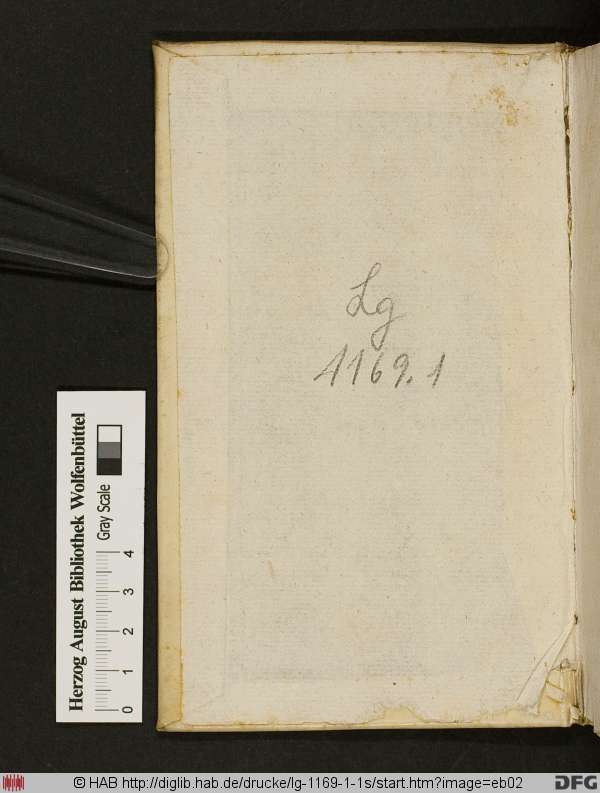 Lg
1169.1
Herzog August Bibliothek Wolfenbüttel
Gray Scale
0 1 2 3 4
© HAB http://diglib.hab.de/drucke/lg-1169-1-1s/start.htm?image=eb02
DFG